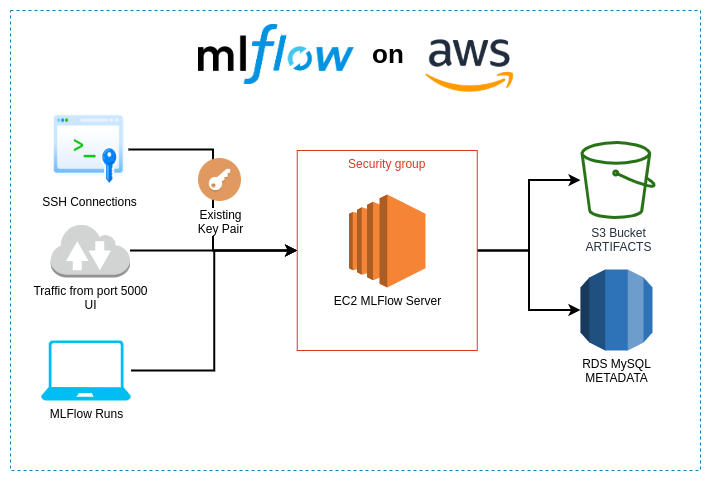 mlflow on aws
>_
SSH Connections
Existing
Key Pair
Traffic from port 5000
UI
MLFlow Runs
Security group
EC2 MLFlow Server
S3 Bucket
ARTIFACTS
RDS MySQL
METADATA